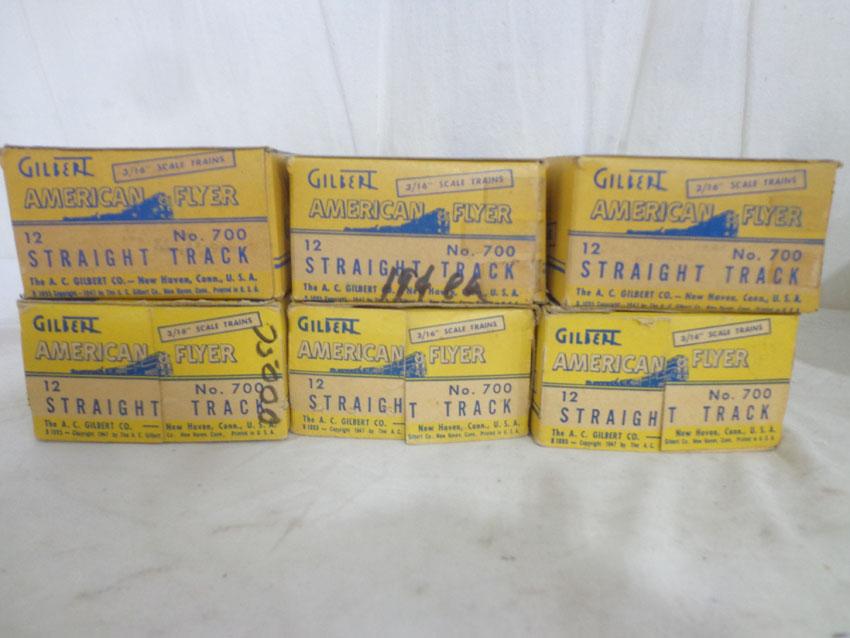 GILBERT
3/16" SCALE TRAINS
AMERICAN FLYER
12 No. 700
STRAIGHT TRACK
The A. C. GILBERT CO. — New Haven, Conn., U. S. A.
GILBERT
3/16" SCALE TRAINS
AMERICAN FLYER
12 No. 700
STRAIGHT TRACK
The A. C. GILBERT U. S. A.
GILBERT
3/16" SCALE TRAINS
AMERICAN FLYER
12 No. 700
STRAIGHT TRACK
The A. C. GILBERT CO. — New Haven, Conn., U. S. A.
GILBERT
3/16" SCALE TRAINS
AMERICAN FLYER
12 No. 700
STRAIGHT TRACK
The A. C. GILBERT CO. New Haven, Conn., U. S. A.
GILBERT
3/16" SCALE TRAINS
AMERICAN FLYER
12 No. 700
STRAIGHT TRACK
The A. C. GILBERT CO. New Haven, Conn., U. S. A.
GILBERT
3/16" SCALE TRAINS
AMERICAN FLYER
12 No. 700
STRAIGHT TRACK
The A. C. GILBERT CO. New Haven, Conn., U. S. A.